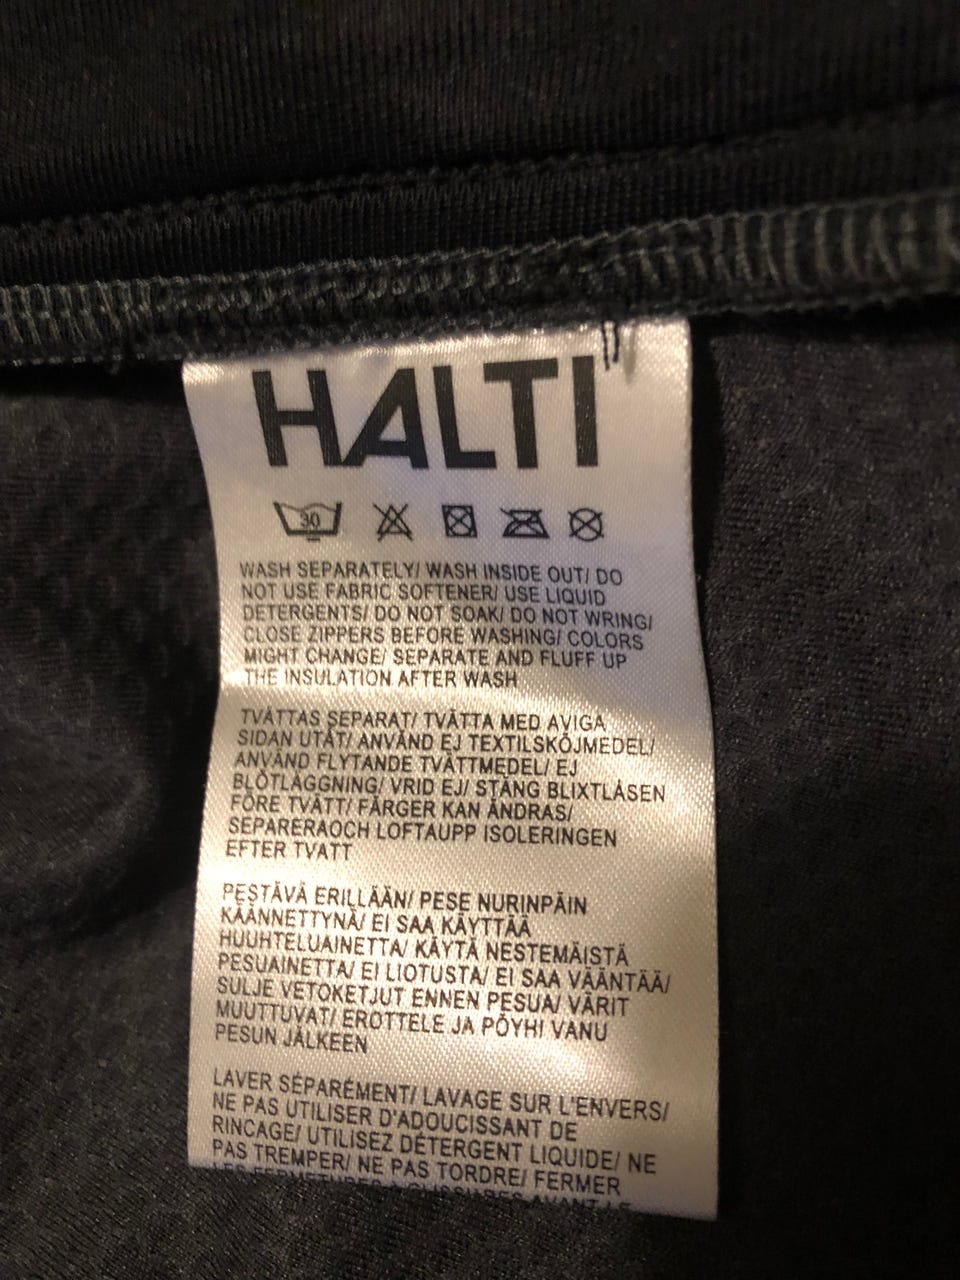 HALTI
30
WASH SEPARATELY/ WASH INSIDE OUT/ DO
NOT USE FABRIC SOFTENER/ USE LIQUID
DETERGENTS/ DO NOT SOAK/ DO NOT WRING/
CLOSE ZIPPERS BEFORE WASHING/ COLORS
MIGHT CHANGE/ SEPARATE AND FLUFF UP
THE INSULATION AFTER WASH
TVÄTTAS SEPARAT/ TVÄTTA MED AVIGA
SIDAN UTÅT/ ANVÄND EJ TEXTILSKÖJMEDEL/
ANVÄND FLYTANDE TVÄTTMEDEL/ EJ
BLÖTLÄGGNING/ VRID EJ/ STÄNG BLIXTLÅSEN
FÖRE TVÄTT/ FÄRGER KAN ÄNDRAS/
SEPARERAOCH LOFTAUPP ISOLERINGEN
EFTER TVATT
PESTÄVÄ ERILLÄÄN/ PESE NURINPÄIN
KÄÄNNETTYNÄ/ EI SAA KÄYTTÄÄ
HUUHTELUAINETTA/ KÄYTÄ NESTEMÄISTÄ
PESUAINETTA/ EI LIOTUSTA/ EI SAA VÄÄNTÄÄ/
SULJE VETOKETJUT ENNEN PESUA/ VÄRIT
MUUTTUVAT/ EROTTELE JA PÖYHI VANU
PESUN JÄLKEEN
LAVER SÉPARÉMENT/ LAVAGE SUR L'ENVERS/
NE PAS UTILISER D'ADOUCISSANT DE
RINCAGE/ UTILISEZ DÉTERGENT LIQUIDE/ NE
PAS TREMPER/ NE PAS TORDRE/ FERMER
LES FERMETURES A GLISSIÈRES AVANT LE